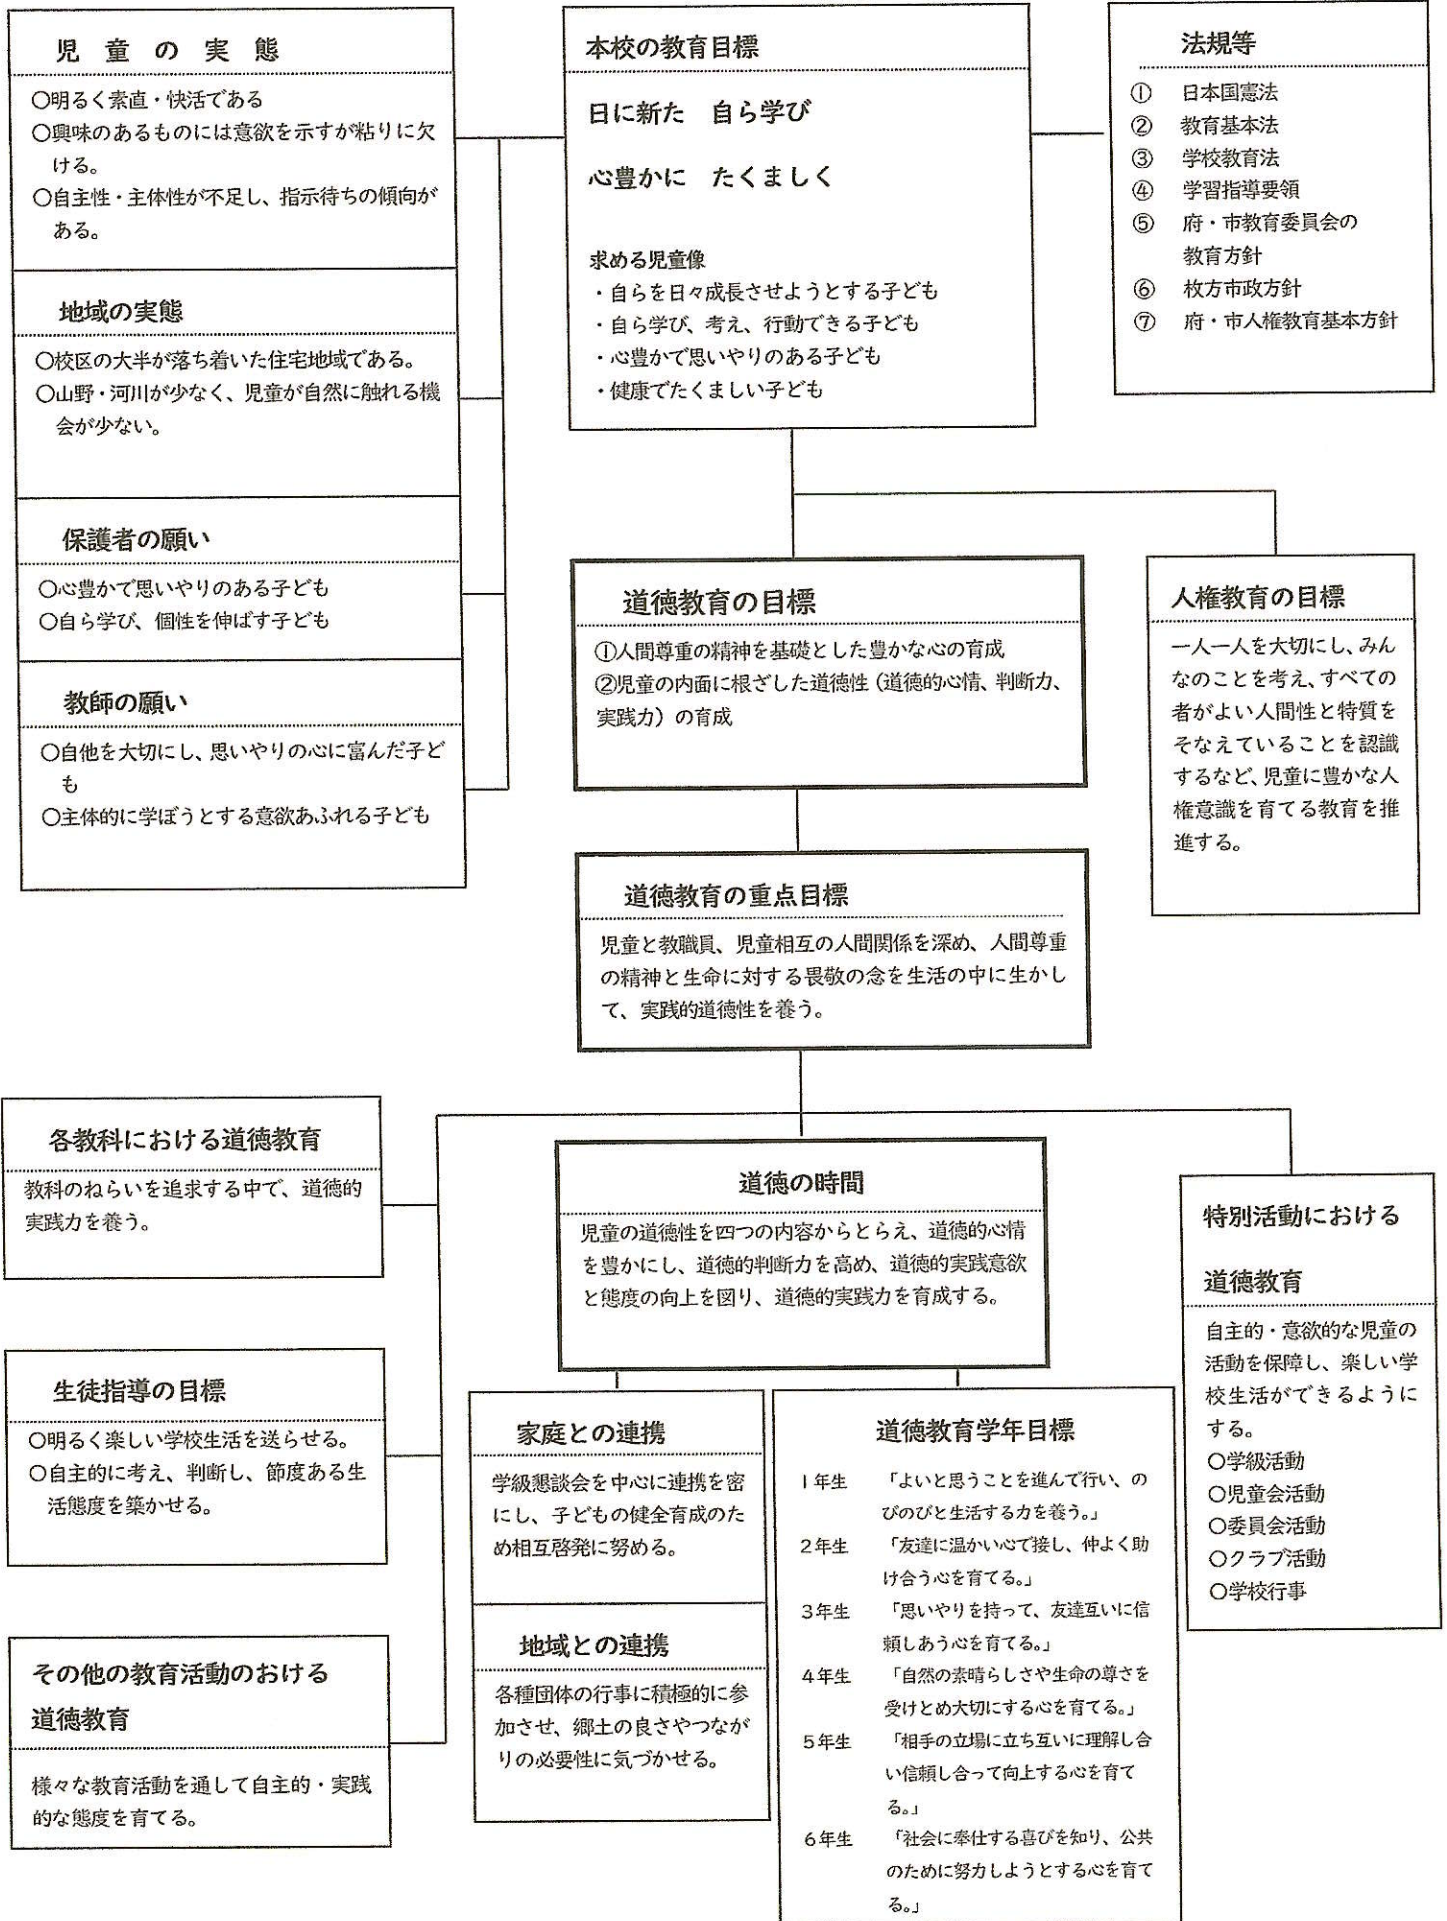 児童の実態
〇明るく素直・快活である
〇興味のあるものには意欲を示すが粘りに欠
ける。
〇自主性・主体性が不足し、指示待ちの傾向が
ある。
地域の実態
〇校区の大半が落ち着いた住宅地域である。
〇山野・河川が少なく、児童が自然に触れる機
会が少ない。
保護者の願い
〇心豊かで思いやりのある子ども
〇自ら学び、個性を伸ばす子ども
教師の願い
〇自他を大切にし、思いやりの心に富んだ子ど
も
〇主体的に学ぼうとする意欲あふれる子ども
本校の教育目標
日に新た 自ら学び
心豊かに たくましく
求める児童像
・自らを日々成長させようとする子ども
・自ら学び、考え、行動できる子ども
・心豊かで思いやりのある子ども
・健康でたくましい子ども
法規等
① 日本国憲法
② 教育基本法
③ 学校教育法
④ 学習指導要領
⑤ 府・市教育委員会の
教育方針
⑥ 枚方市政方針
⑦ 府・市人権教育基本方針
道徳教育の目標
①人間尊重の精神を基礎とした豊かな心の育成
②児童の内面に根ざした道徳性(道徳的心情、判断力、
実践力)の育成
人権教育の目標
一人一人を大切にし、みん
なのことを考え、すべての
者がよい人間性と特質を
そなえていることを認識
するなど、児童に豊かな人
権意識を育てる教育を推
進する。
道徳教育の重点目標
児童と教職員、児童相互の人間関係を深め、人間尊重
の精神と生命に対する畏敬の念を生活の中に生かし
て、実践的道徳性を養う。
各教科における道徳教育
教科のねらいを追求する中で、道徳的
実践力を養う。
生徒指導の目標
〇明るく楽しい学校生活を送らせる。
〇自主的に考え、判断し、節度ある生
活態度を築かせる。
その他の教育活動のおける
道徳教育
様々な教育活動を通して自主的・実践
的な態度を育てる。
道徳の時間
児童の道徳性を四つの内容からとらえ、道徳的心情
を豊かにし、道徳的判断力を高め、道徳的実践意欲
と態度の向上を図り、道徳的実践力を育成する。
家庭との連携
学級懇談会を中心に連携を密
にし、子どもの健全育成のた
め相互啓発に努める。
地域との連携
各種団体の行事に積極的に参
加させ、郷土の良さやつなが
りの必要性に気づかせる。
道徳教育学年目標
1年生 「よいと思うことを進んで行い、の
びのびと生活する力を養う。」
2年生 「友達に温かい心で接し、仲よく助
け合う心を育てる。」
3年生 「思いやりを持って、友達互いに信
頼しあう心を育てる。」
4年生 「自然の素晴らしさや生命の尊さを
受けとめ大切にする心を育てる。」
5年生 「相手の立場に立ち互いに理解し合
い信頼し合って向上する心を育て
る。」
6年生 「社会に奉仕する喜びを知り、公共
のために努力しようとする心を育て
る。」
特別活動における
道徳教育
自主的・意欲的な児童の
活動を保障し、楽しい学
校生活ができるように
する。
〇学級活動
〇児童会活動
〇委員会活動
〇クラブ活動
〇学校行事